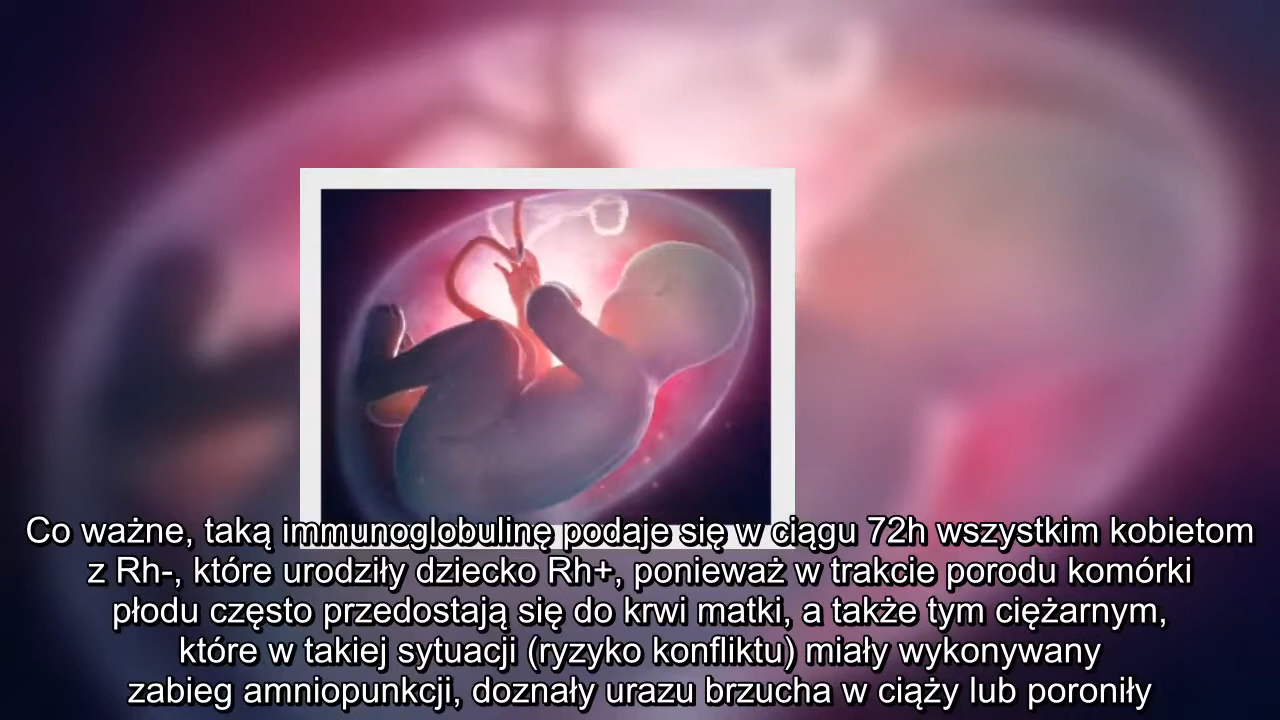 Co ważne, taką immunoglobulinę podaje się w ciągu 72h wszystkim kobietom
z Rh-, które urodziły dziecko Rh+, ponieważ w trakcie porodu komórki
płodu często przedostają się do krwi matki, a także tym ciężarnym,
które w takiej sytuacji (ryzyko konfliktu) miały wykonywany
zabieg amniopunkcji, doznały urazu brzucha w ciąży lub poroniły